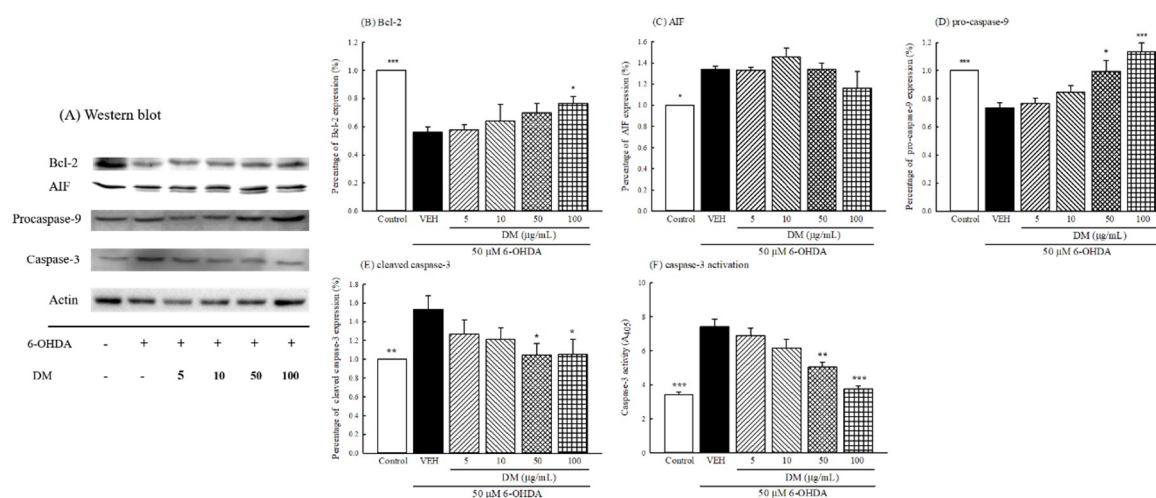 (A) Western blot
Bcl-2
AIF
Procaspase-9
Caspase-3
Actin
6-OHDA - + + + + +
DM - - 5 10 50 100
(B) Bcl-2
Percentage of Bcl-2 expression (%)
1.2
1.0
0.8
0.6
0.4
0.2
0.0
***
*
Control VEH 5 10 50 100
DM (μg/mL)
50 μM 6-OHDA
(C) AIF
Percentage of AIF expression (%)
1.6
1.4
1.2
1.0
0.8
0.6
0.4
0.2
0.0
*
Control VEH 5 10 50 100
DM (μg/mL)
50 μM 6-OHDA
(D) pro-caspase-9
Percentage of pro-caspase-9 expression (%)
1.2
1.0
0.8
0.6
0.4
0.2
0.0
*** * ***
Control VEH 5 10 50 100
DM (μg/mL)
50 μM 6-OHDA
(E) cleaved caspase-3
Percentage of cleaved caspase-3 expression (%)
1.8
1.6
1.4
1.2
1.0
0.8
0.6
0.4
0.2
0.0
** * *
Control VEH 5 10 50 100
DM (μg/mL)
50 μM 6-OHDA
(F) caspase-3 activation
Caspase-3 activity (A405)
10
8
6
4
2
0
*** ** ***
Control VEH 5 10 50 100
DM (μg/mL)
50 μM 6-OHDA